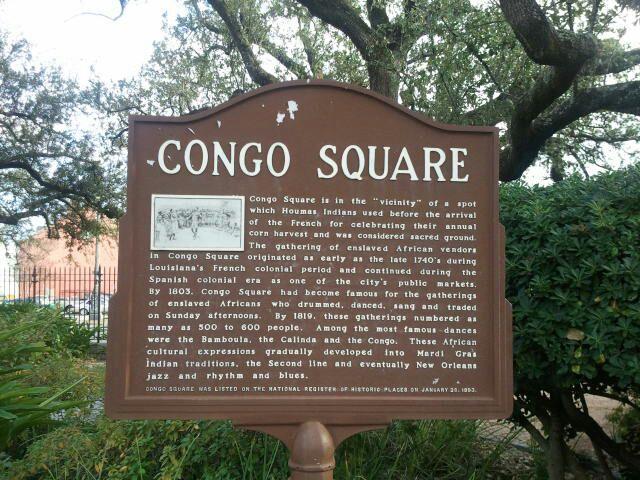 CONGO SQUARE
Congo Square is in the "vicinity" of a spot
which Houmas Indians used before the arrival
of the French for celebrating their annual
corn harvest and was considered sacred ground.
The gathering of enslaved African vendors
in Congo Square originated as early as the late 1740's during
Louisiana's French colonial period and continued during the
Spanish colonial era as one of the city's public markets.
By 1803, Congo Square had become famous for the gatherings
of enslaved Africans who drummed, danced, sang and traded
on Sunday afternoons. By 1819, these gatherings numbered as
many as 500 to 600 people. Among the most famous dances
were the Bamboula, the Calinda and the Congo. These African
cultural expressions gradually developed into Mardi Gras
Indian traditions, the Second line and eventually New Orleans
jazz and rhythm and blues.
CONGO SQUARE WAS LISTED ON THE NATIONAL REGISTER OF HISTORIC PLACES ON JANUARY 28, 1993.